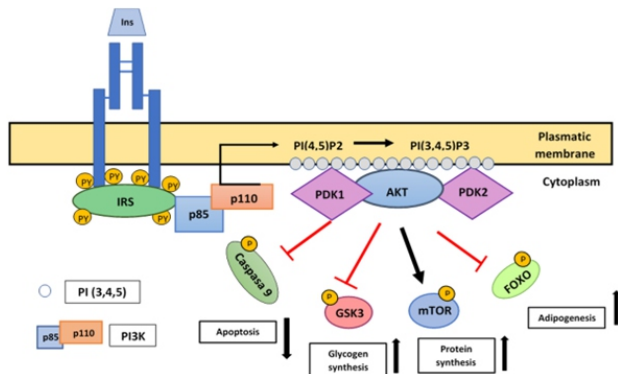 Ins
PI(4,5)P2
PI(3,4,5)P3
Plasmatic
membrane
Cytoplasm
PY
PY
PY
PY
PY
PY
IRS
p85
p110
PDK1
AKT
PDK2
P
Caspasa 9
P
GSK3
P
mTOR
P
FOXO
PI (3,4,5)
p85
p110
PI3K
Apoptosis
Glycogen
synthesis
Protein
synthesis
Adipogenesis